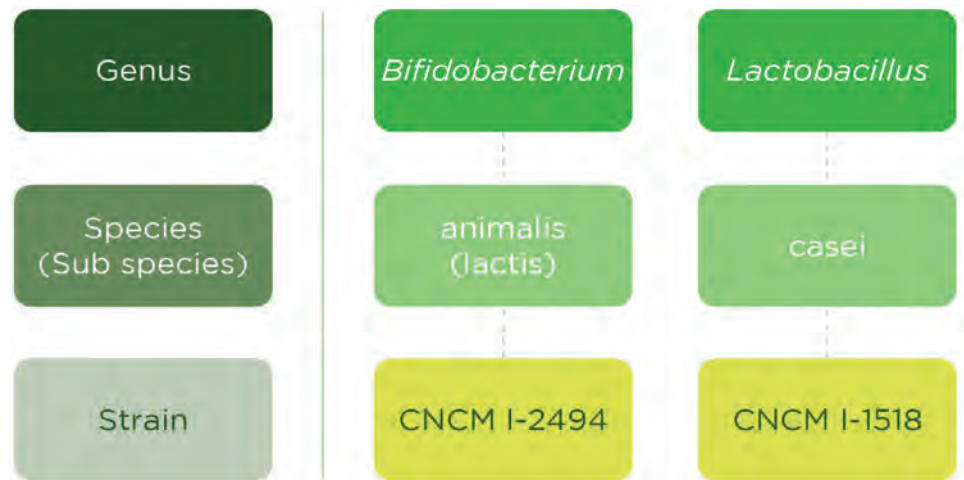 Genus
Bifidobacterium
Lactobacillus
Species
(Sub species)
animalis
(lactis)
casei
Strain
CNCM I-2494
CNCM I-1518